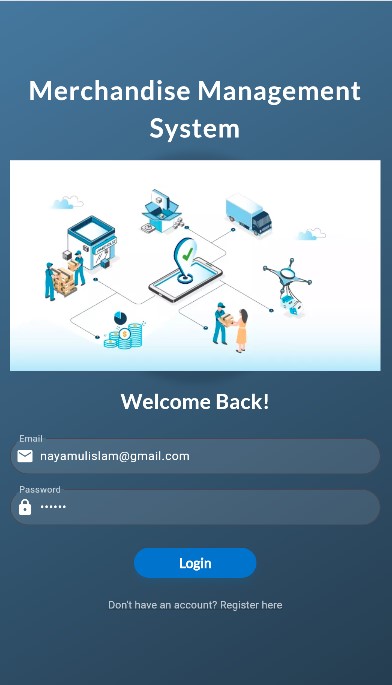 Merchandise Management
System
Welcome Back!
Email
nayamulislam@gmail.com
Password
••••••
Login
Don't have an account? Register here